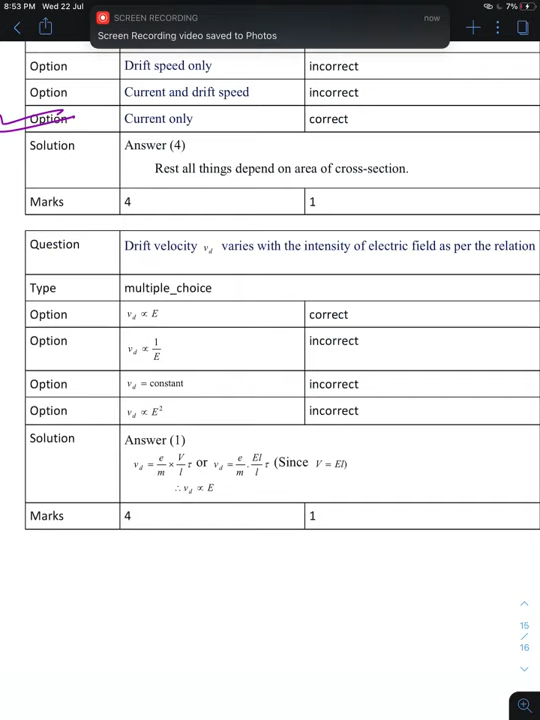 8:53 PM Wed 22 Jul
7%
SCREEN RECORDING
now
Screen Recording video saved to Photos
Option Drift speed only incorrect
Option Current and drift speed incorrect
Option Current only correct
Solution Answer (4)
Rest all things depend on area of cross-section.
Marks 4 1
Question Drift velocity v_d varies with the intensity of electric field as per the relation
Type multiple_choice
Option v_d ∝ E correct
Option v_d ∝ 1/E incorrect
Option v_d = constant incorrect
Option v_d ∝ E² incorrect
Solution Answer (1)
v_d = e/m × V/l τ or v_d = e/m . El/l τ (Since V = El)
∴ v_d ∝ E
Marks 4 1
15
/
16